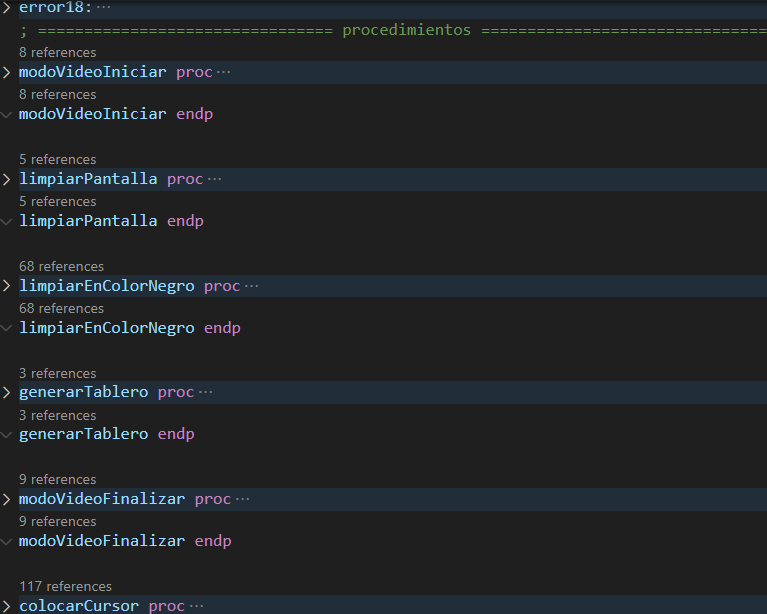 error18: ···
; ================================ procedimientos ===============================
8 references
modoVideoIniciar proc ···
8 references
modoVideoIniciar endp
5 references
limpiarPantalla proc ···
5 references
limpiarPantalla endp
68 references
limpiarEnColorNegro proc ···
68 references
limpiarEnColorNegro endp
3 references
generarTablero proc ···
3 references
generarTablero endp
9 references
modoVideoFinalizar proc ···
9 references
modoVideoFinalizar endp
117 references
colocarCursor proc ···